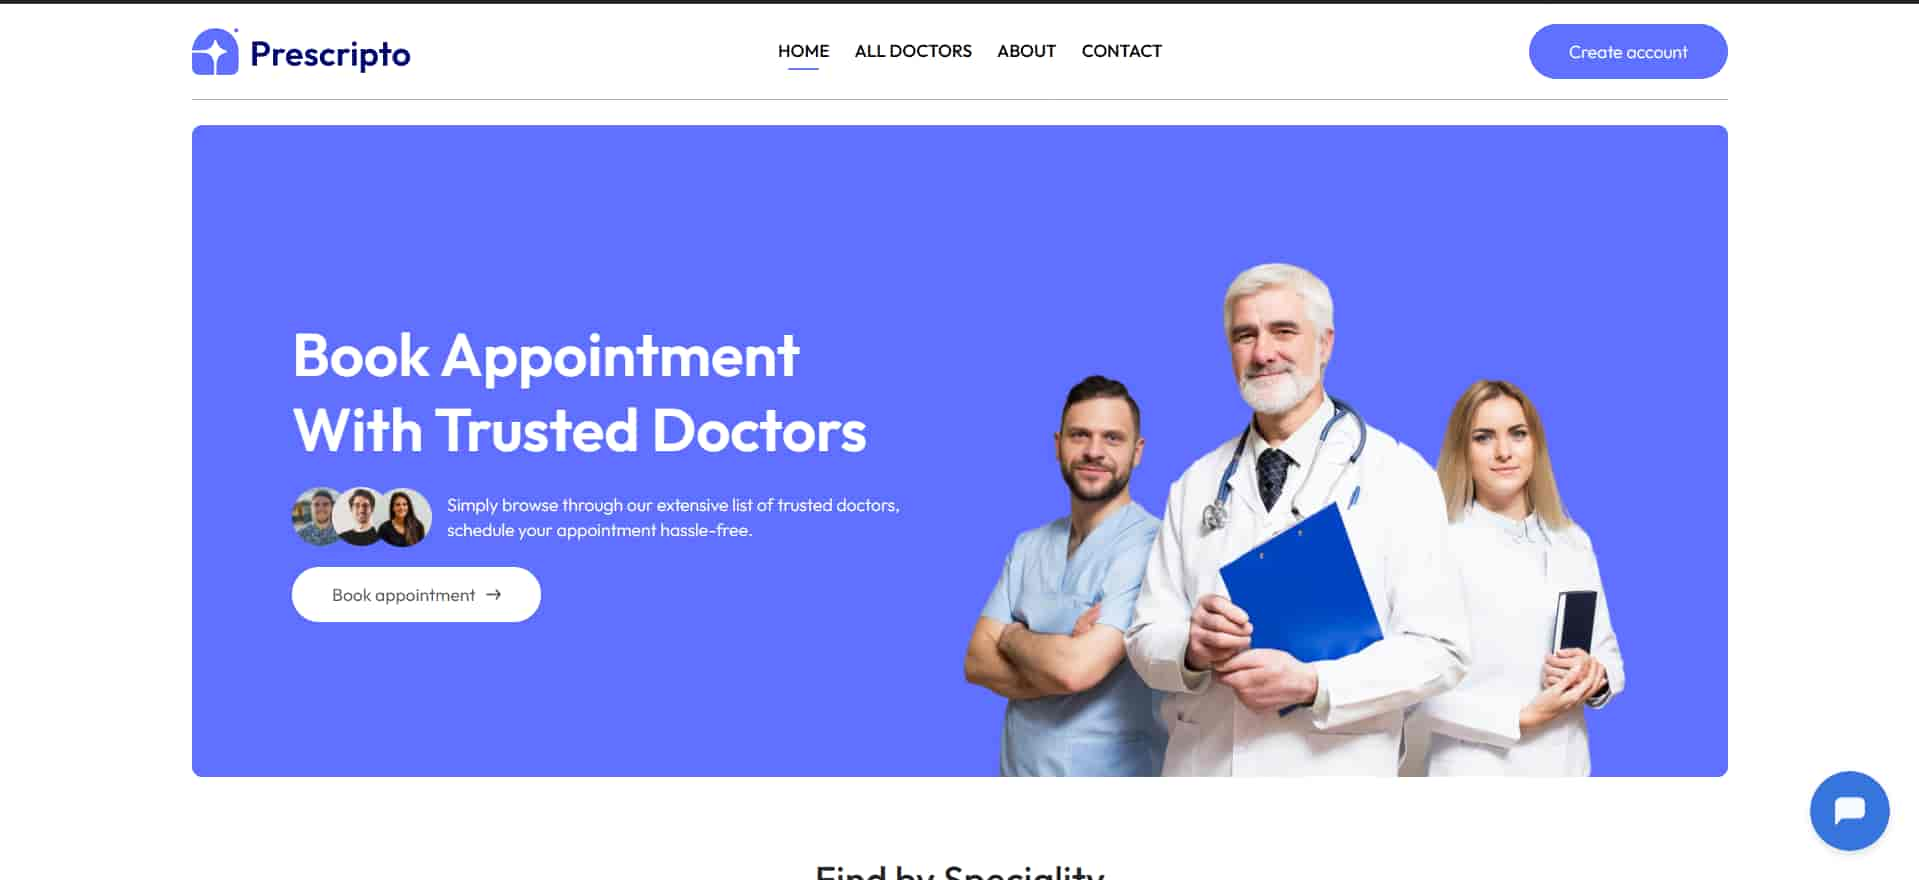 Prescripto
HOME
ALL DOCTORS
ABOUT
CONTACT
Create account
Book Appointment
With Trusted Doctors
Simply browse through our extensive list of trusted doctors,
schedule your appointment hassle-free.
Book appointment →
Find by Speciality